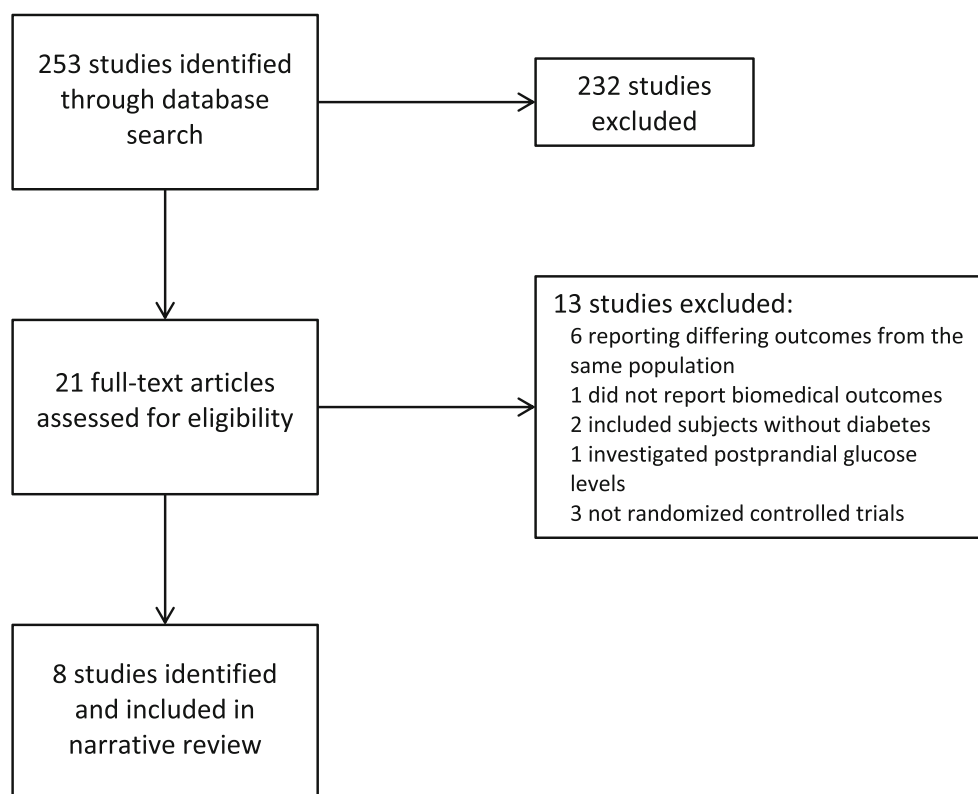 253 studies identified
through database
search
232 studies
excluded
21 full-text articles
assessed for eligibility
13 studies excluded:
6 reporting differing outcomes from the
same population
1 did not report biomedical outcomes
2 included subjects without diabetes
1 investigated postprandial glucose
levels
3 not randomized controlled trials
8 studies identified
and included in
narrative review